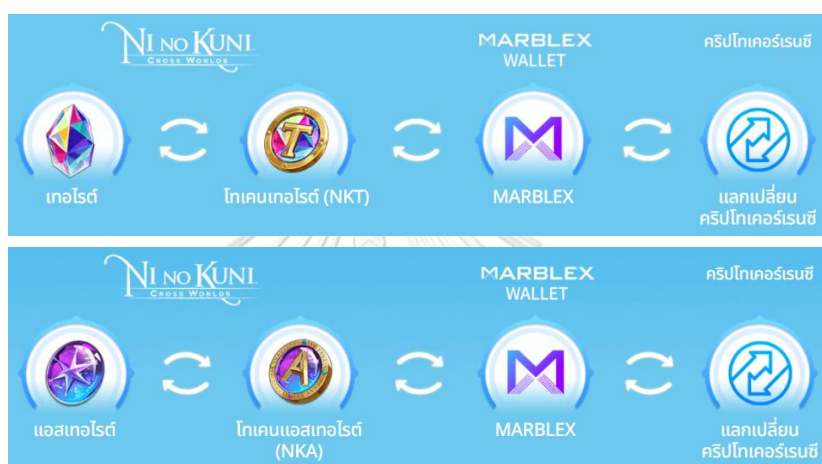 NI NO KUNI
CROSS WORLDS
MARBLEX
WALLET
คริปโทเคอร์เรนซี
เทอไรต์
โทเคนเทอไรต์ (NKT)
MARBLEX
แลกเปลี่ยน
คริปโทเคอร์เรนซี
NI NO KUNI
CROSS WORLDS
MARBLEX
WALLET
คริปโทเคอร์เรนซี
แอสเทอไรต์
โทเคนแอสเทอไรต์
(NKA)
MARBLEX
แลกเปลี่ยน
คริปโทเคอร์เรนซี